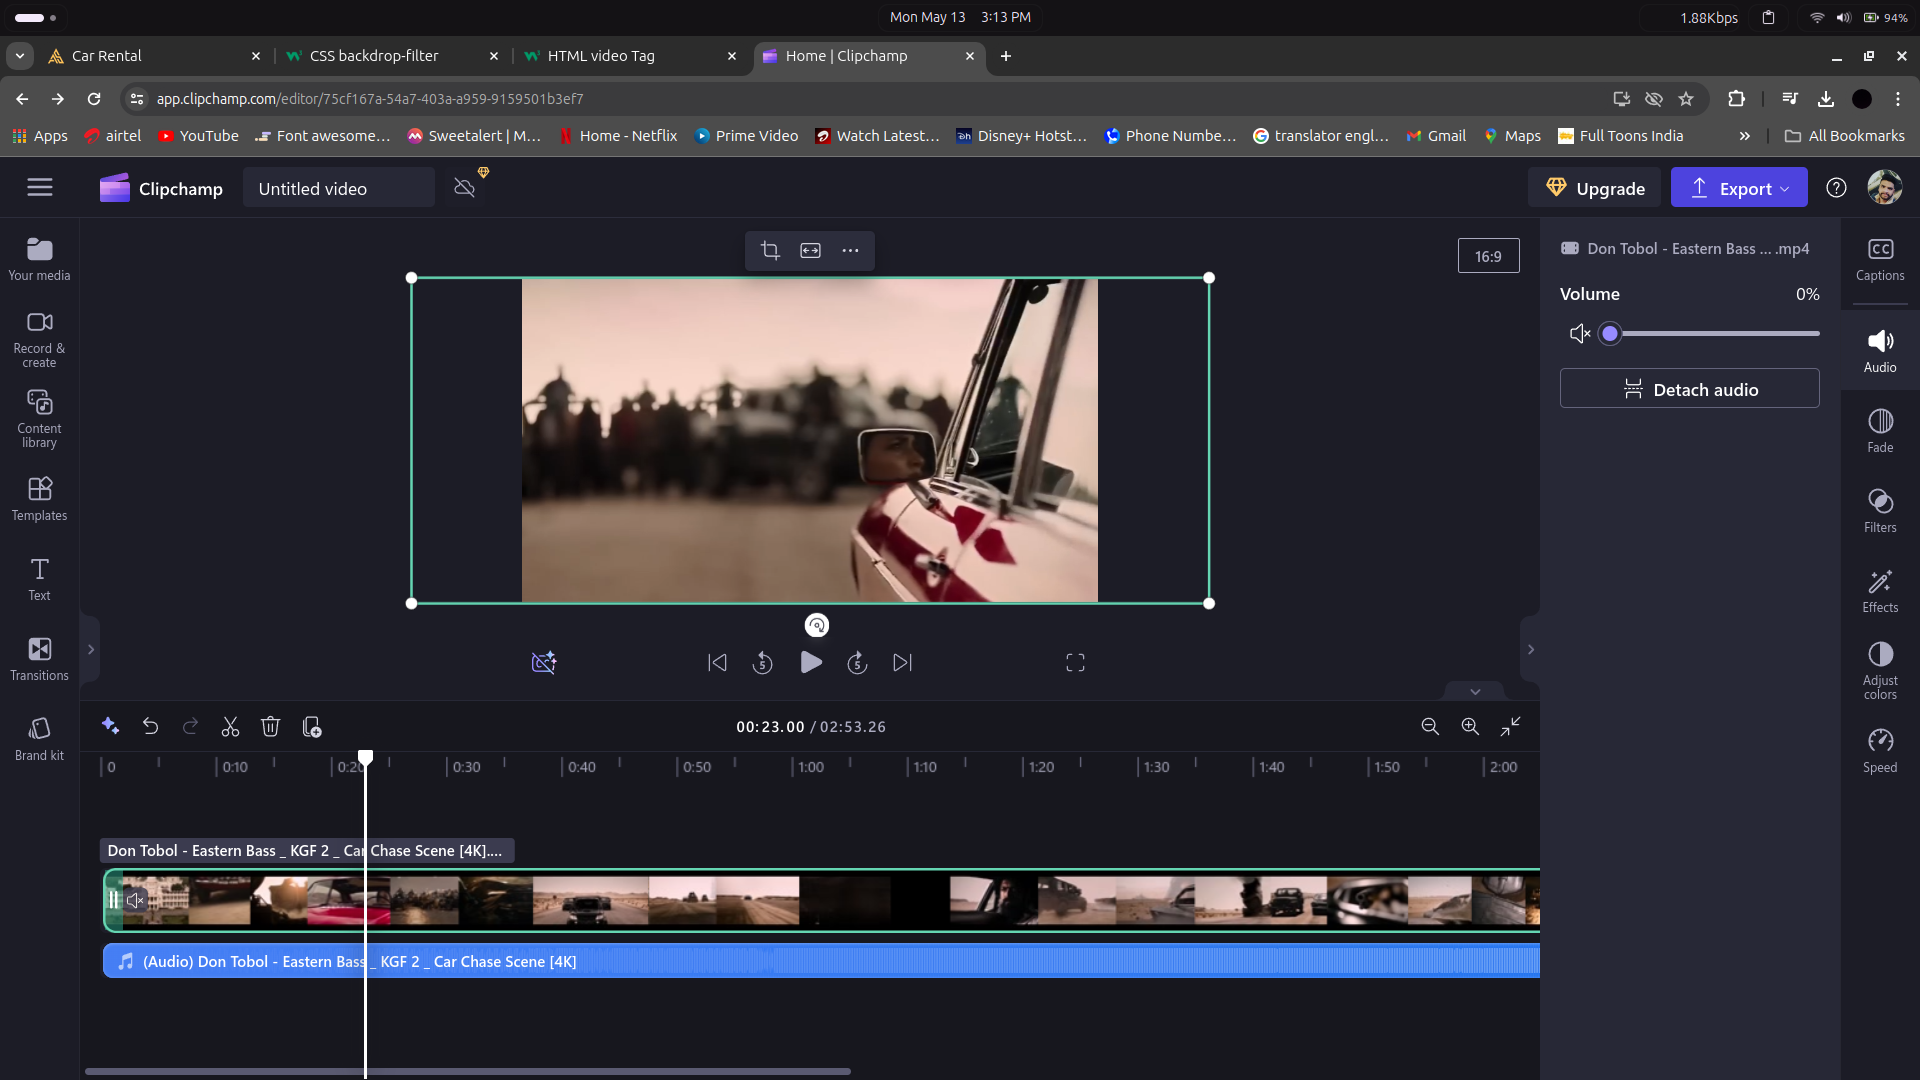 Mon May 13 3:13 PM
1.88Kbps
94%
Car Rental
CSS backdrop-filter
HTML video Tag
Home | Clipchamp
app.clipchamp.com/editor/75cf167a-54a7-403a-a959-9159501b3ef7
Apps
airtel
YouTube
Font awesome...
Sweetalert | M...
Home - Netflix
Prime Video
Watch Latest...
Disney+ Hotst...
Phone Numbe...
translator engl...
Gmail
Maps
Full Toons India
All Bookmarks
Clipchamp
Untitled video
Upgrade
Export
Your media
Record &
create
Content
library
Templates
Text
Transitions
Brand kit
16:9
5
5
Don Tobol - Eastern Bass ... .mp4
Volume 0%
Detach audio
CC
Captions
Audio
Fade
Filters
Effects
Adjust
colors
Speed
00:23.00 / 02:53.26
0 0:10 0:20 0:30 0:40 0:50 1:00 1:10 1:20 1:30 1:40 1:50 2:00
Don Tobol - Eastern Bass _ KGF 2 _ Car Chase Scene [4K]....
(Audio) Don Tobol - Eastern Bass _ KGF 2 _ Car Chase Scene [4K]